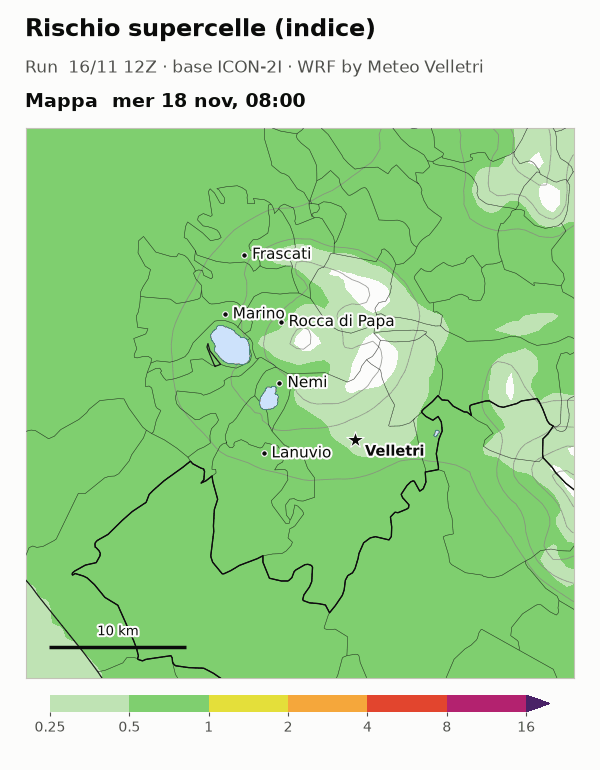 Rischio supercelle (indice)
Run  16/11 12Z · base ICON-2I · WRF by Meteo Velletri
Mappa  mer 18 nov, 08:00
Frascati
Marino
Rocca di Papa
Nemi
Velletri
Lanuvio
10 km
0.25 0.5 1 2 4 8 16